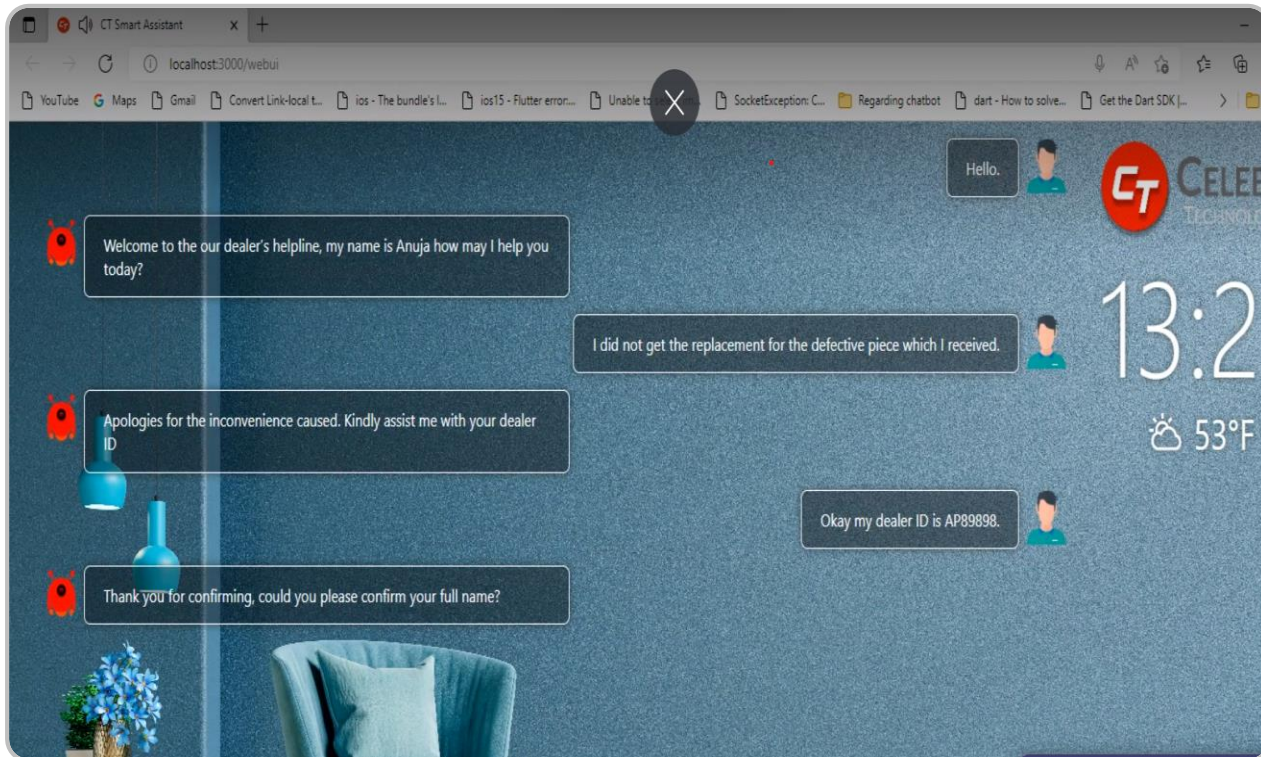 CT Smart Assistant
localhost:3000/webui
YouTube Maps Gmail Convert Link-local t... ios - The bundle's l... ios15 - Flutter error:... Unable to SocketException: C... Regarding chatbot dart - How to solve... Get the Dart SDK |...
Hello.
CT
CELEB
TECHNOL
Welcome to the our dealer's helpline, my name is Anuja how may I help you
today?
13:2
I did not get the replacement for the defective piece which I received.
Apologies for the inconvenience caused. Kindly assist me with your dealer
ID
53°F
Okay my dealer ID is AP89898.
Thank you for confirming, could you please confirm your full name?